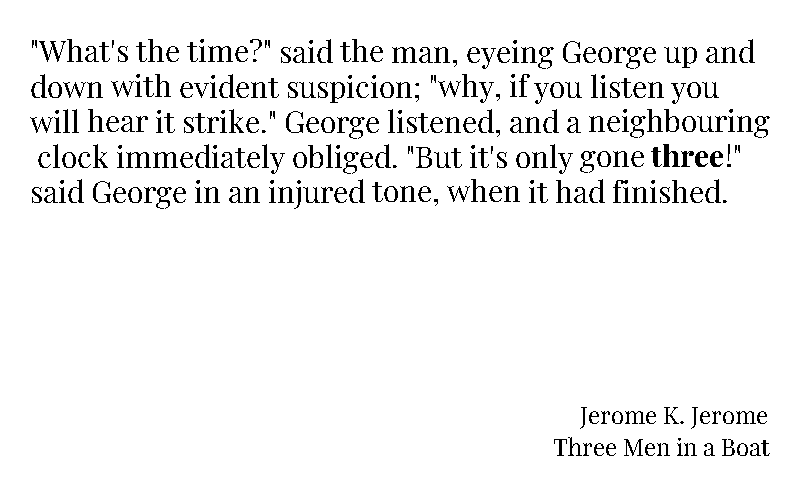 "What's the time?" said the man, eyeing George up and
down with evident suspicion; "why, if you listen you
will hear it strike." George listened, and a neighbouring
clock immediately obliged. "But it's only gone three!"
said George in an injured tone, when it had finished.
Jerome K. Jerome
Three Men in a Boat